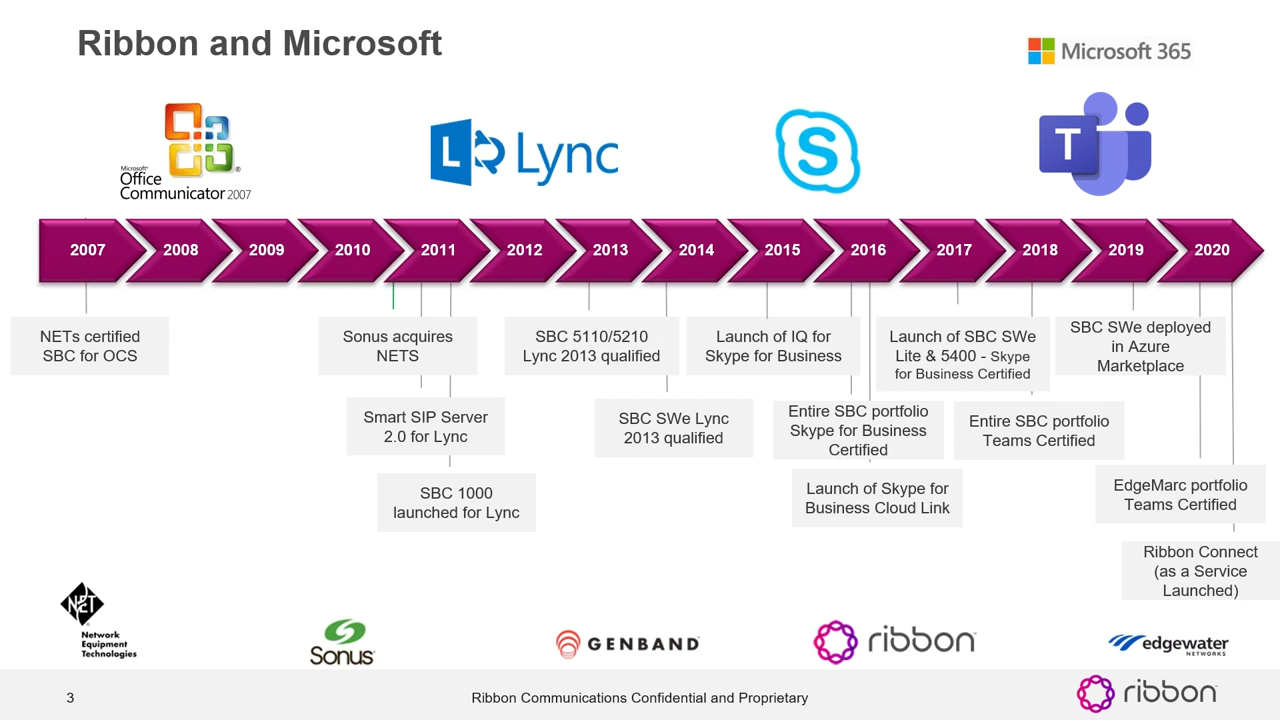 Ribbon and Microsoft
Microsoft 365
Microsoft®
Office
Communicator 2007
®
L
Lync
S
T
2007
2008
2009
2010
2011
2012
2013
2014
2015
2016
2017
2018
2019
2020
NETs certified
SBC for OCS
Sonus acquires
NETS
SBC 5110/5210
Lync 2013 qualified
Launch of IQ for
Skype for Business
Launch of SBC SWe
Lite & 5400 - Skype
for Business Certified
SBC SWe deployed
in Azure
Marketplace
Smart SIP Server
2.0 for Lync
SBC SWe Lync
2013 qualified
Entire SBC portfolio
Skype for Business
Certified
Entire SBC portfolio
Teams Certified
SBC 1000
launched for Lync
Launch of Skype for
Business Cloud Link
EdgeMarc portfolio
Teams Certified
Ribbon Connect
(as a Service
Launched)
NET
Network
Equipment
Technologies
Sonus
GENBAND
ribbon
edgewater
NETWORKS
3
Ribbon Communications Confidential and Proprietary
ribbon